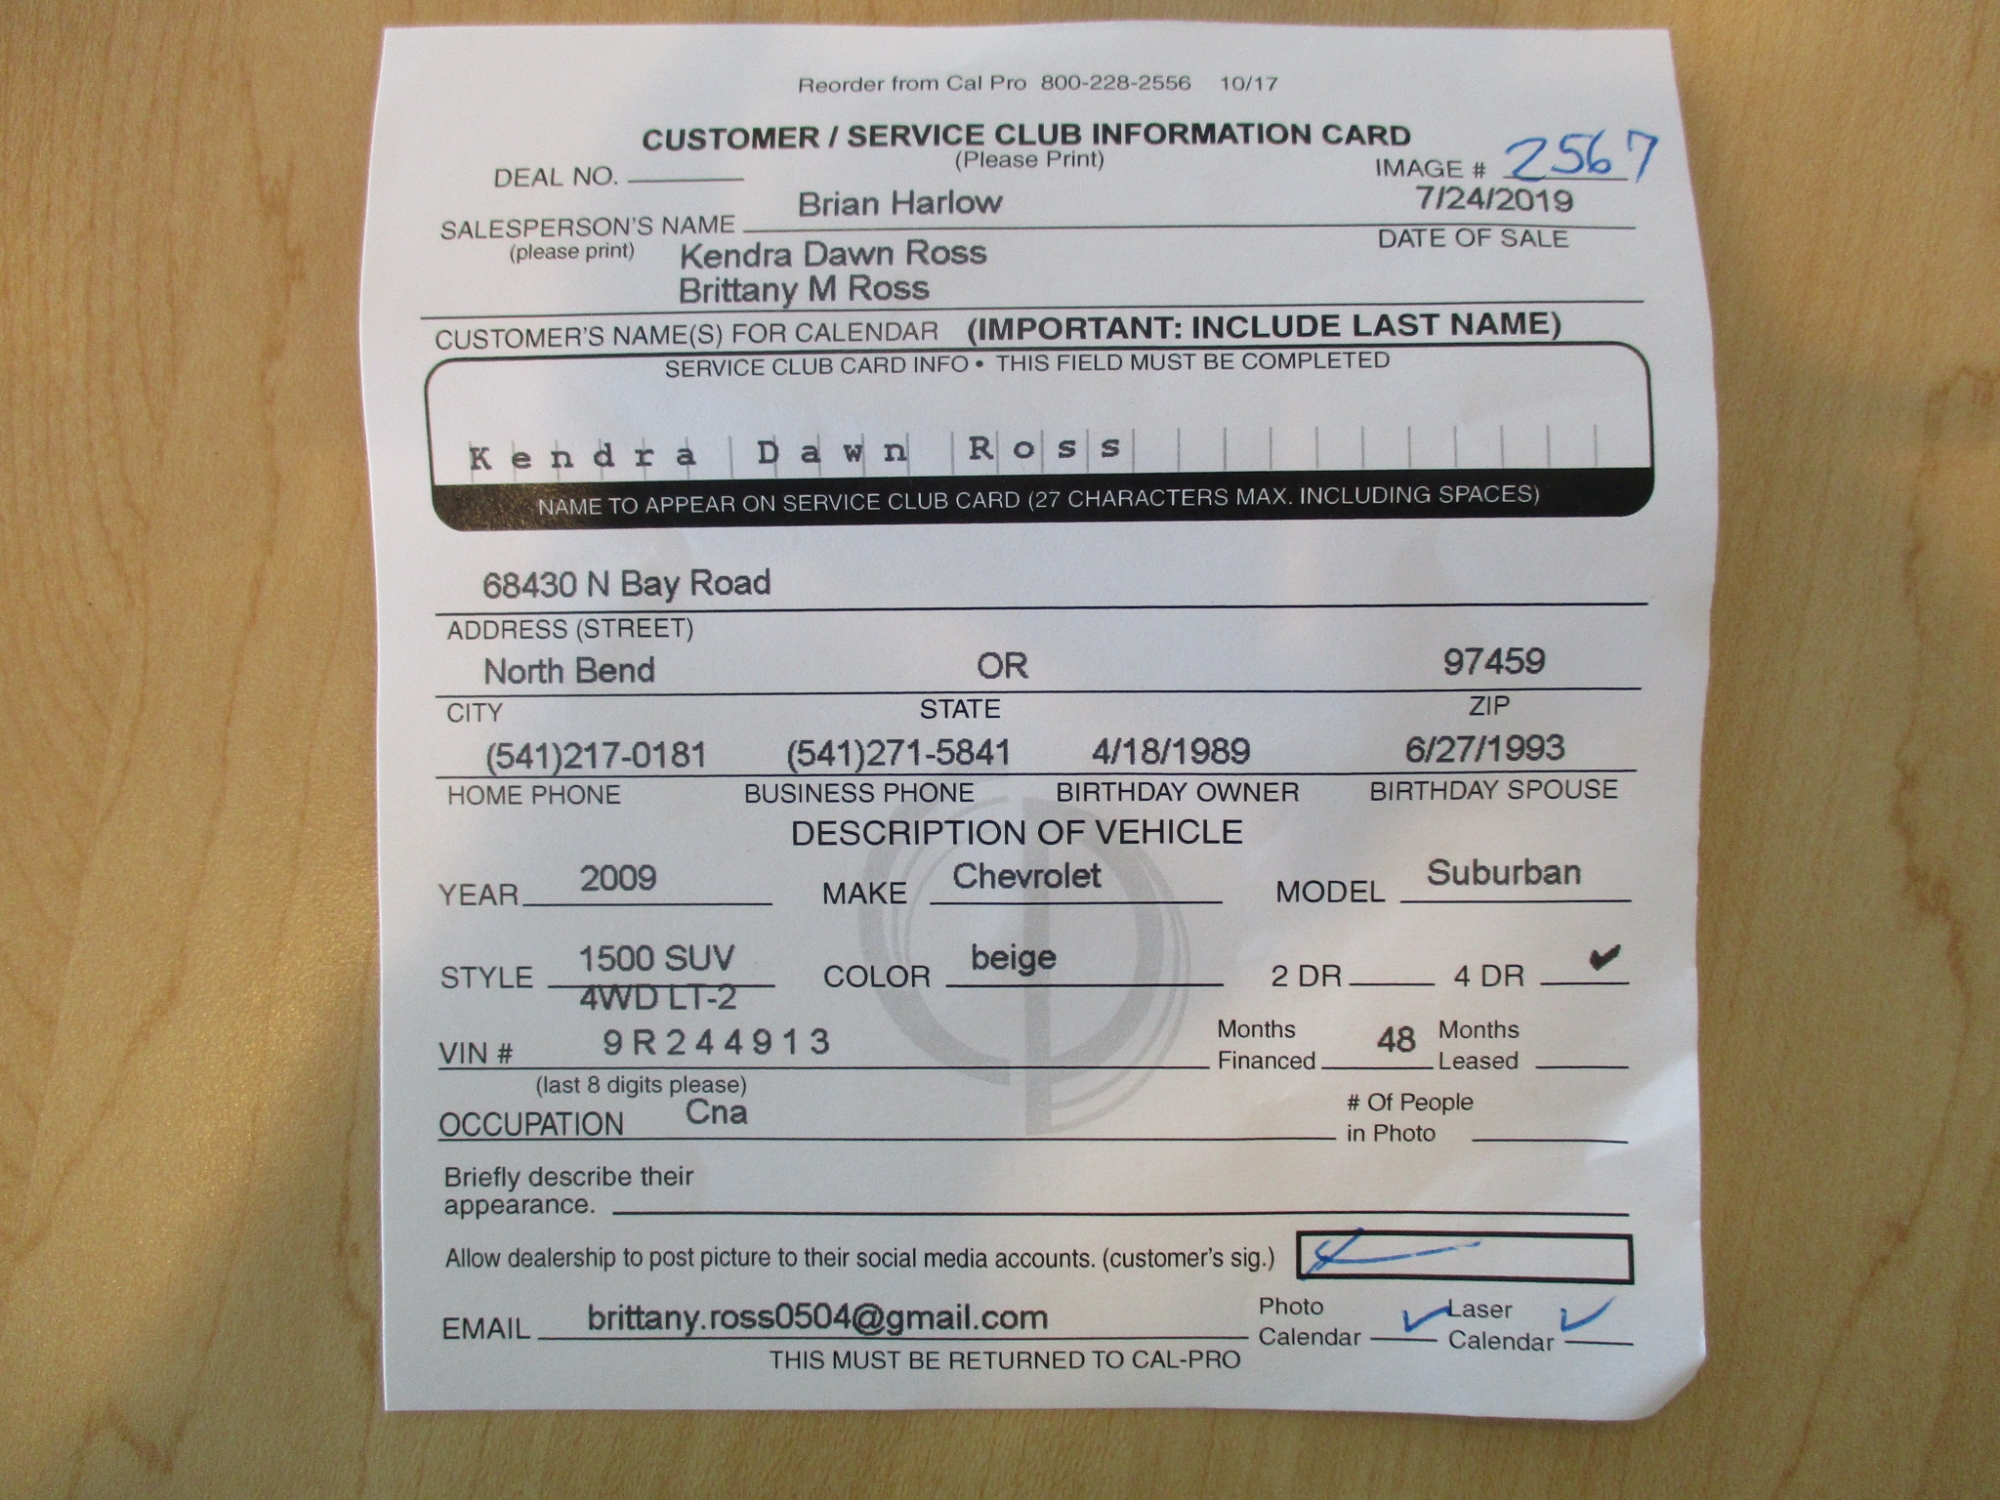 Reorder from Cal Pro 800-228-2556 10/17
CUSTOMER / SERVICE CLUB INFORMATION CARD
(Please Print)
DEAL NO.
IMAGE # 2567
SALESPERSON'S NAME Brian Harlow 7/24/2019
(please print)
DATE OF SALE
Kendra Dawn Ross
Brittany M Ross
CUSTOMER'S NAME(S) FOR CALENDAR (IMPORTANT: INCLUDE LAST NAME)
SERVICE CLUB CARD INFO • THIS FIELD MUST BE COMPLETED
Kendra Dawn Ross
NAME TO APPEAR ON SERVICE CLUB CARD (27 CHARACTERS MAX. INCLUDING SPACES)
68430 N Bay Road
ADDRESS (STREET)
North Bend OR 97459
CITY STATE ZIP
(541)217-0181 (541)271-5841 4/18/1989 6/27/1993
HOME PHONE BUSINESS PHONE BIRTHDAY OWNER BIRTHDAY SPOUSE
DESCRIPTION OF VEHICLE
YEAR 2009 MAKE Chevrolet MODEL Suburban
STYLE 1500 SUV COLOR beige 2 DR 4 DR ✔
4WD LT-2
VIN # 9R244913 Months Financed 48 Months Leased
(last 8 digits please)
OCCUPATION Cna # Of People in Photo
Briefly describe their
appearance.
Allow dealership to post picture to their social media accounts. (customer's sig.)
EMAIL brittany.ross0504@gmail.com Photo Calendar ✓ Laser Calendar ✓
THIS MUST BE RETURNED TO CAL-PRO